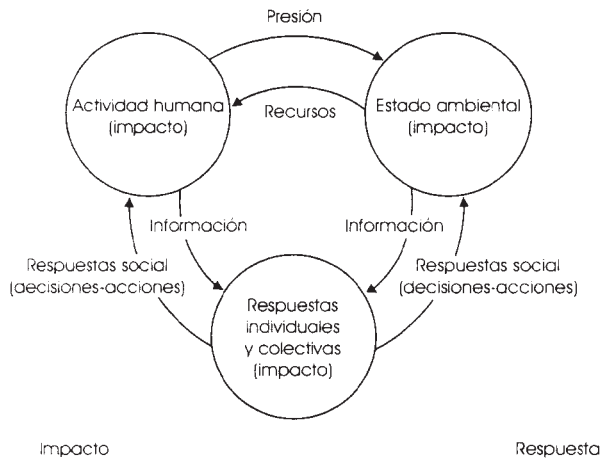 Presión
Actividad humana
(impacto)
Recursos
Estado ambiental
(impacto)
Información
Información
Respuestas social
(decisiones-acciones)
Respuestas social
(decisiones-acciones)
Respuestas
individuales
y colectivas
(impacto)
Impacto
Respuesta